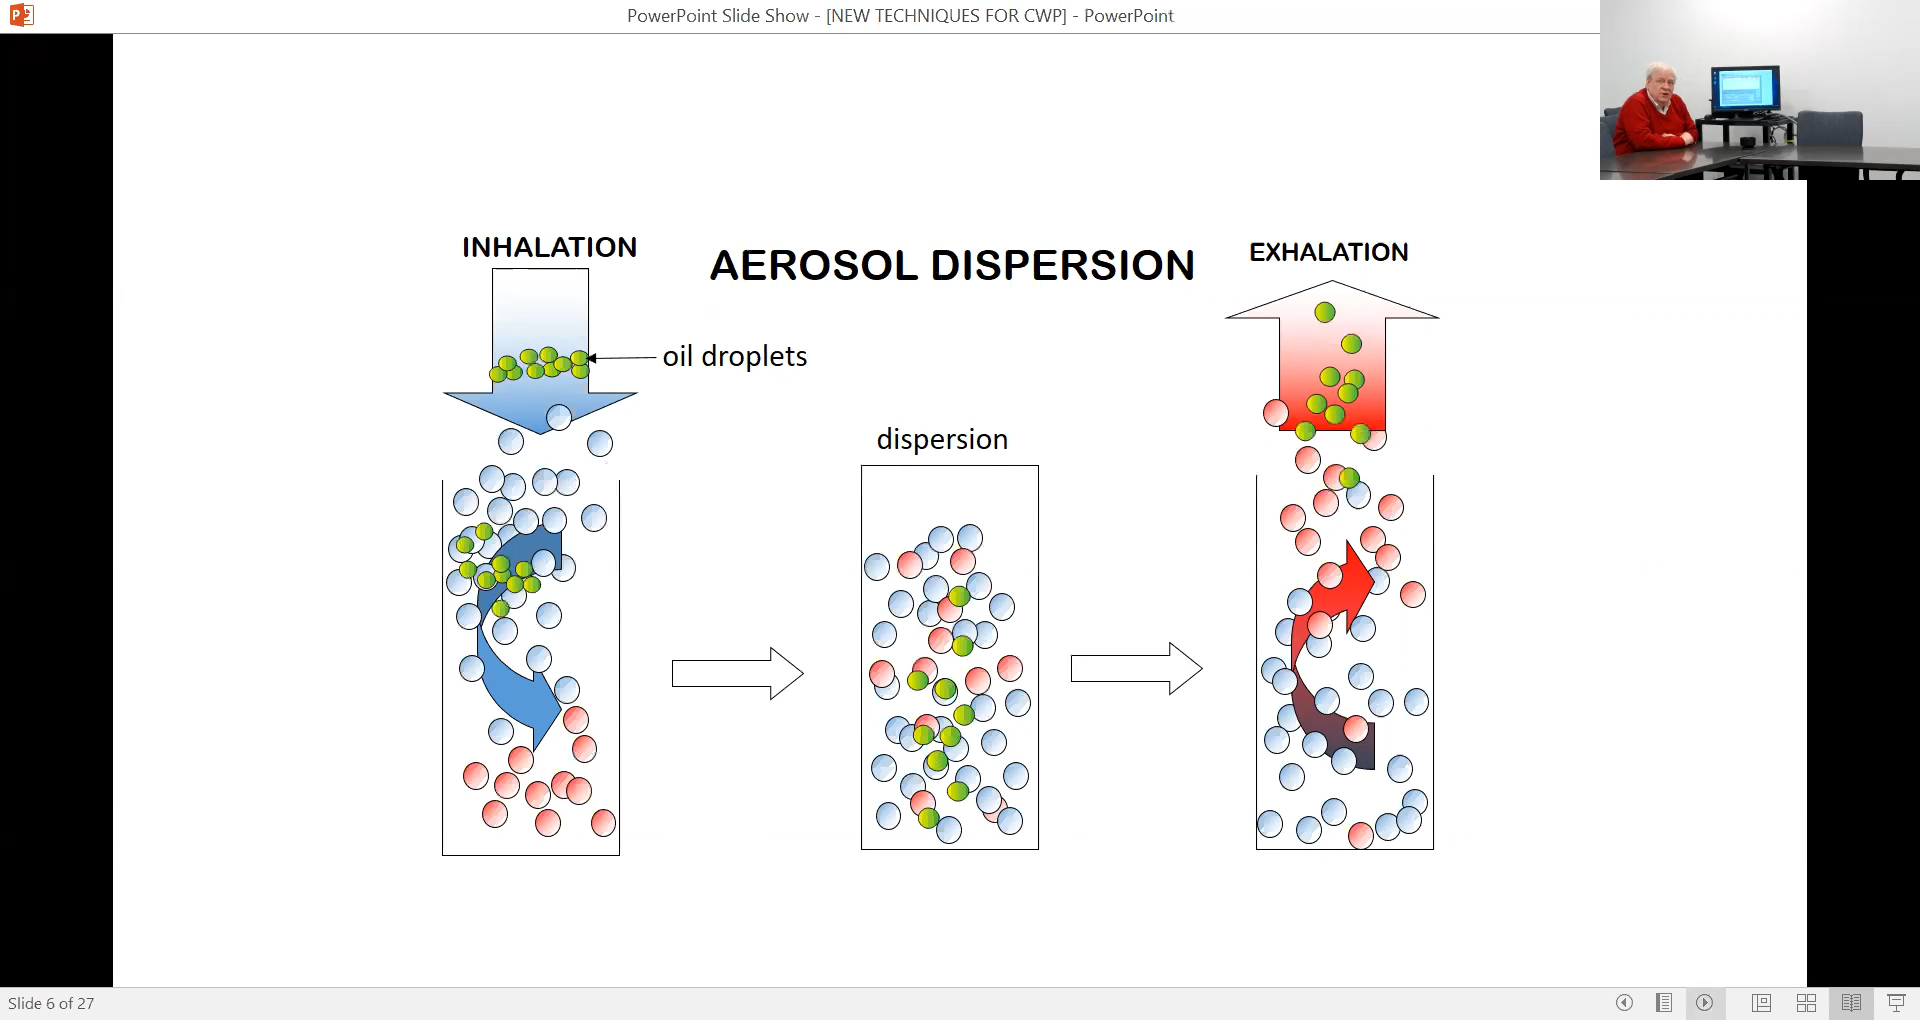 PowerPoint Slide Show - [NEW TECHNIQUES FOR CWP] - PowerPoint
INHALATION
AEROSOL DISPERSION
EXHALATION
oil droplets
dispersion
Slide 6 of 27